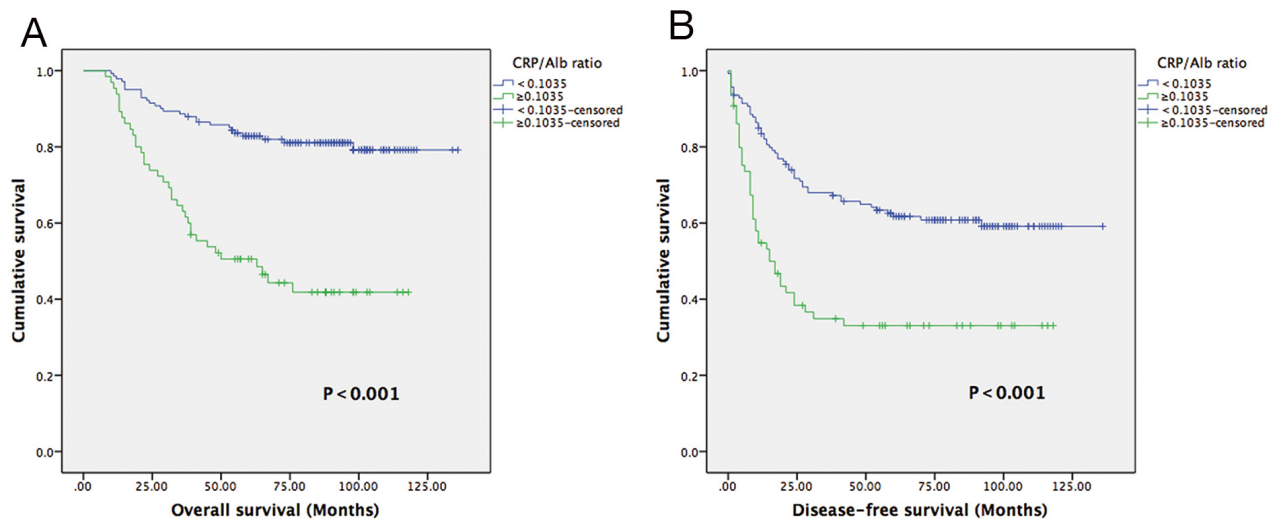 A
CRP/Alb ratio
< 0.1035
≥0.1035
< 0.1035-censored
≥0.1035-censored
1.0
0.8
0.6
0.4
0.2
0.0
Cumulative survival
P < 0.001
.00 25.00 50.00 75.00 100.00 125.00
Overall survival (Months)
B
CRP/Alb ratio
< 0.1035
≥0.1035
< 0.1035-censored
≥0.1035-censored
1.0
0.8
0.6
0.4
0.2
0.0
Cumulative survival
P < 0.001
.00 25.00 50.00 75.00 100.00 125.00
Disease-free survival (Months)